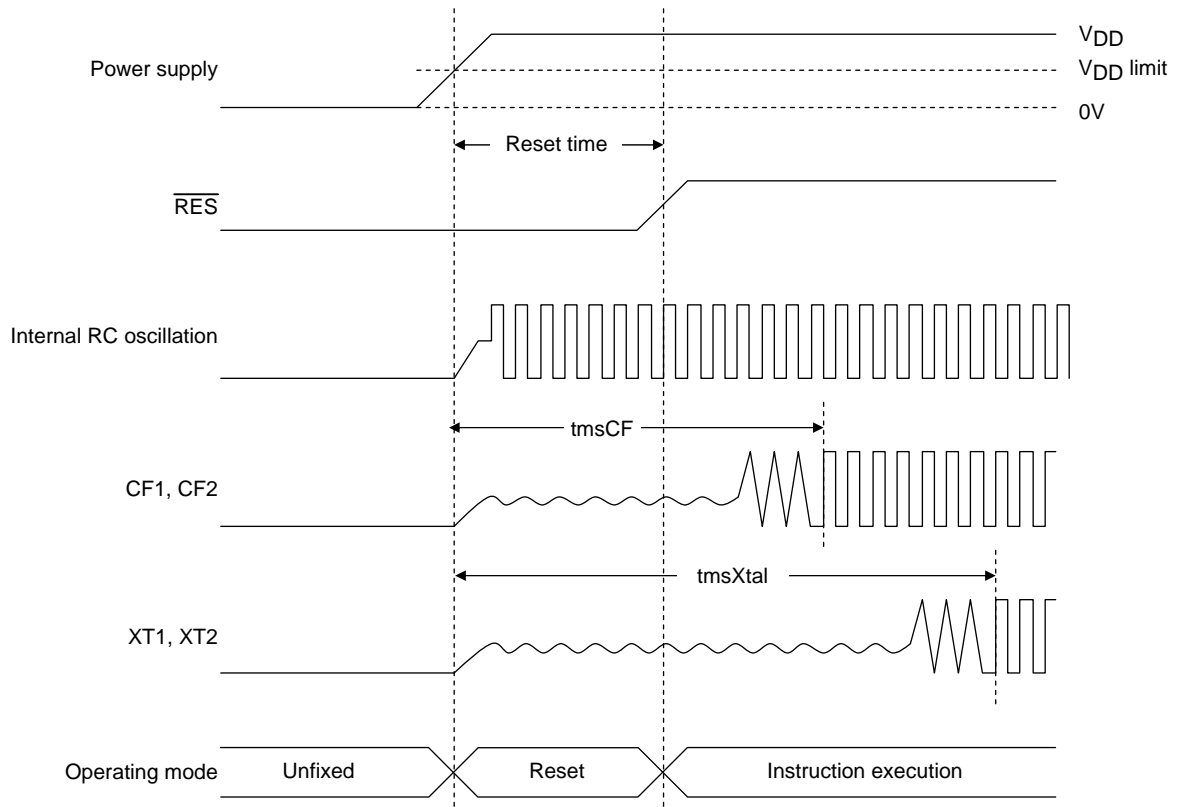 Power supply
VDD
VDD limit
0V
Reset time
RES
Internal RC oscillation
tmsCF
CF1, CF2
tmsXtal
XT1, XT2
Operating mode
Unfixed
Reset
Instruction execution